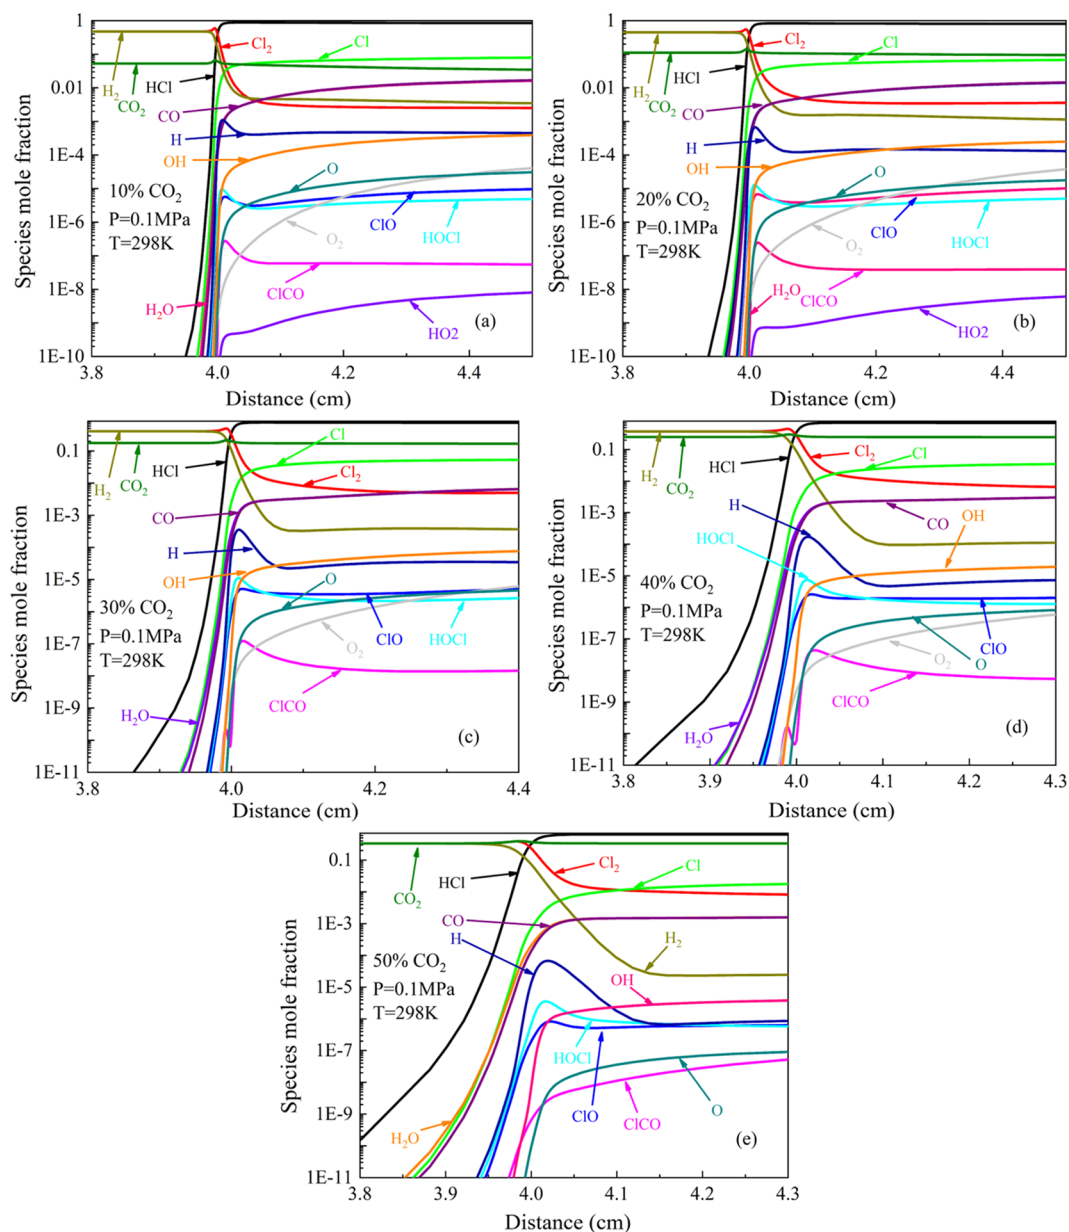 1
0.01
1E-4
1E-6
1E-8
1E-10
Species mole fraction
H₂
CO₂
HCl
Cl₂
Cl
CO
H
OH
O
10% CO₂
P=0.1MPa
T=298K
O₂
ClO
HOCl
ClCO
H₂O
HO2
(a)
3.8
4.0
4.2
4.4
Distance (cm)
1
0.01
1E-4
1E-6
1E-8
1E-10
Species mole fraction
H₂
CO₂
HCl
Cl₂
Cl
CO
H
OH
O
20% CO₂
P=0.1MPa
T=298K
O₂
ClO
HOCl
ClCO
H₂O
HO2
(b)
3.8
4.0
4.2
4.4
Distance (cm)
0.1
1E-3
1E-5
1E-7
1E-9
1E-11
Species mole fraction
H₂
CO₂
HCl
Cl
Cl₂
CO
H
OH
O
30% CO₂
P=0.1MPa
T=298K
O₂
ClO
HOCl
ClCO
H₂O
(c)
3.8
4.0
4.2
4.4
Distance (cm)
0.1
1E-3
1E-5
1E-7
1E-9
1E-11
Species mole fraction
H₂
CO₂
HCl
Cl₂
Cl
H
CO
OH
HOCl
40% CO₂
P=0.1MPa
T=298K
ClO
O₂
O
ClCO
H₂O
(d)
3.8
3.9
4.0
4.1
4.2
4.3
Distance (cm)
0.1
1E-3
1E-5
1E-7
1E-9
1E-11
Species mole fraction
CO₂
HCl
Cl₂
Cl
CO
H
H₂
50% CO₂
P=0.1MPa
T=298K
OH
HOCl
ClO
ClCO
O
H₂O
(e)
3.8
3.9
4.0
4.1
4.2
4.3
Distance (cm)